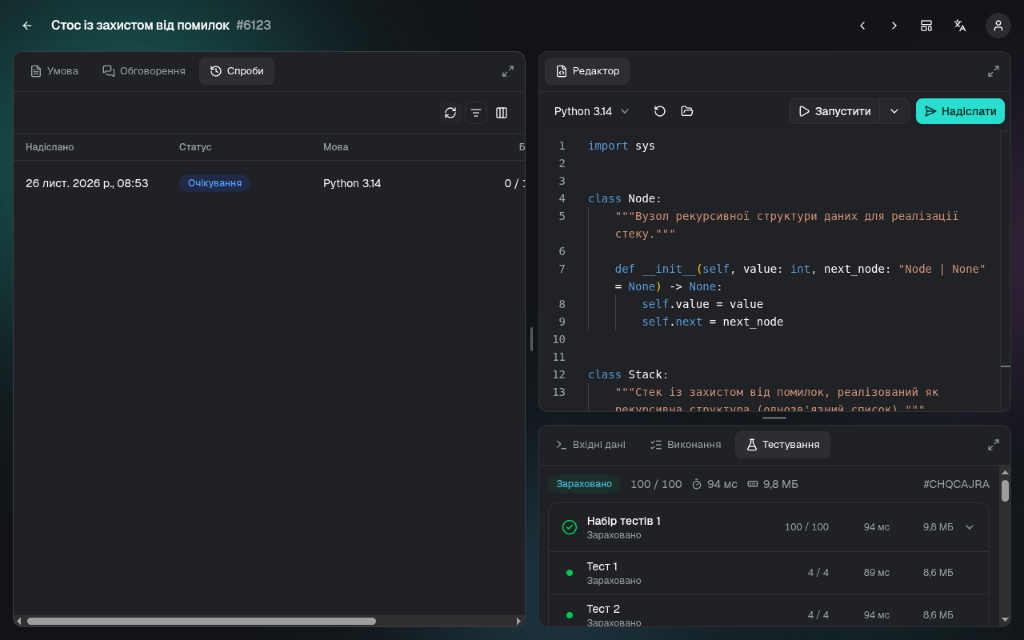 Стос із захистом від помилок #6123
Умова
Обговорення
Спроби
Надіслано
Статус
Мова
26 лист. 2026 р., 08:53
Очікування
Python 3.14
0 /
Редактор
Python 3.14
Запустити
Надіслати
1 import sys
2
3
4 class Node:
5 """Вузол рекурсивної структури даних для реалізації
стеку."""
6
7 def __init__(self, value: int, next_node: "Node | None"
= None) -> None:
8 self.value = value
9 self.next = next_node
10
11
12 class Stack:
13 """Стек із захистом від помилок, реалізований як
рекурсивна структура (однозв'язний список)."""
Вхідні дані
Виконання
Тестування
Зараховано 100 / 100 94 мс 9,8 МБ #CHQCAJRA
Набір тестів 1 100 / 100 94 мс 9,8 МБ
Зараховано
Тест 1 4 / 4 89 мс 8,6 МБ
Зараховано
Тест 2 4 / 4 94 мс 8,6 МБ
Зараховано